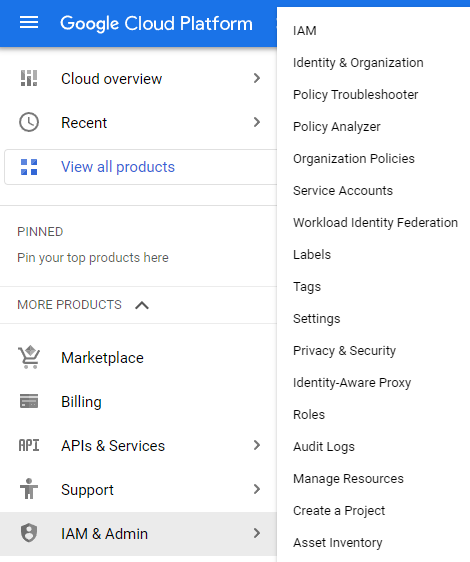 Google Cloud Platform
Cloud overview
Recent
View all products
PINNED
Pin your top products here
MORE PRODUCTS
Marketplace
Billing
API APIs & Services
Support
IAM & Admin
IAM
Identity & Organization
Policy Troubleshooter
Policy Analyzer
Organization Policies
Service Accounts
Workload Identity Federation
Labels
Tags
Settings
Privacy & Security
Identity-Aware Proxy
Roles
Audit Logs
Manage Resources
Create a Project
Asset Inventory